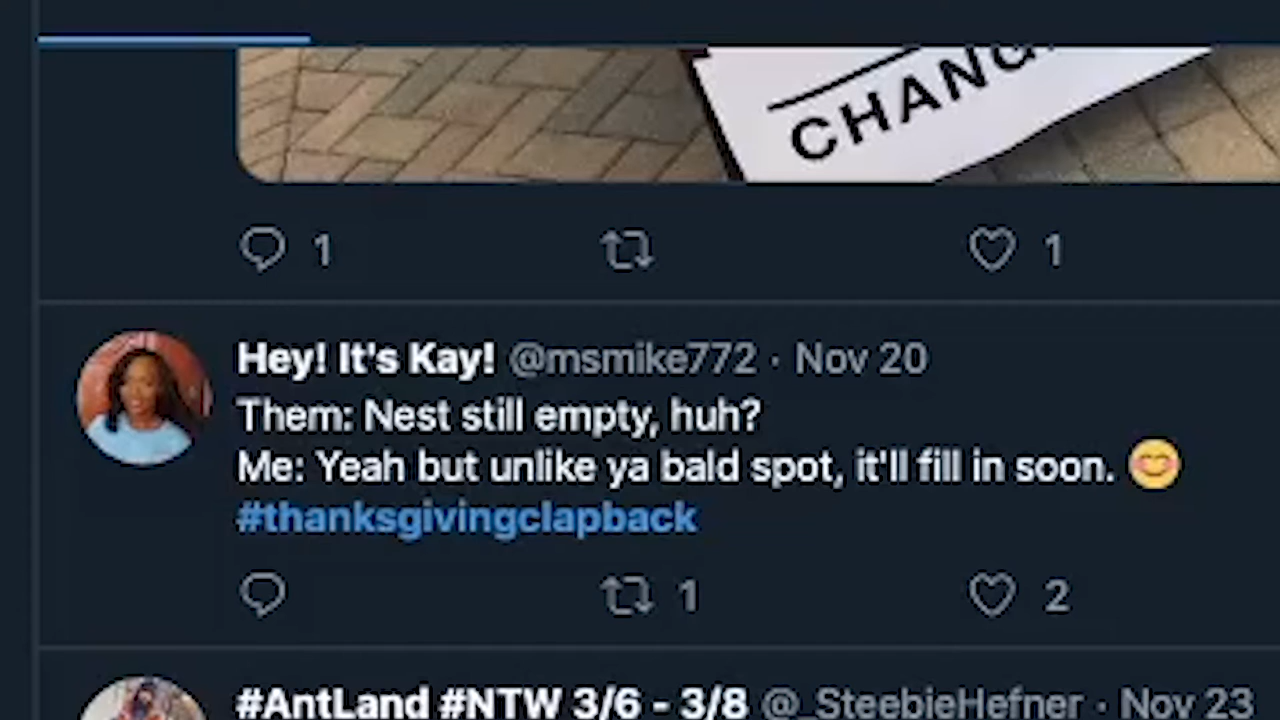 CHANG
1 1
Hey! It's Kay! @msmike772 · Nov 20
Them: Nest still empty, huh?
Me: Yeah but unlike ya bald spot, it'll fill in soon. 😊
#thanksgivingclapback
1 2
#AntLand #NTW 3/6 - 3/8 @_SteebieHefner · Nov 23